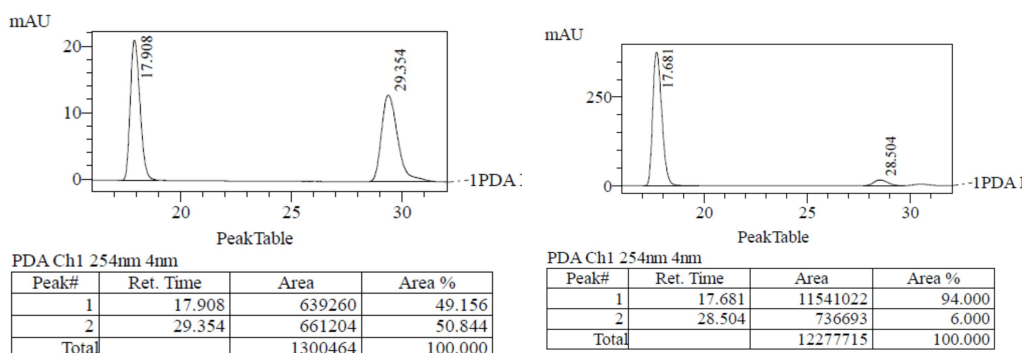 mAU
20
10
0
17.908
29.354
-1PDA
20 25 30
PeakTable
PDA Ch1 254nm 4nm
Peak# Ret. Time Area Area %
1 17.908 639260 49.156
2 29.354 661204 50.844
Total 1300464 100.000
mAU
250
0
17.681
28.504
-1PDA
20 25 30
PeakTable
PDA Ch1 254nm 4nm
Peak# Ret. Time Area Area %
1 17.681 11541022 94.000
2 28.504 736693 6.000
Total 12277715 100.000